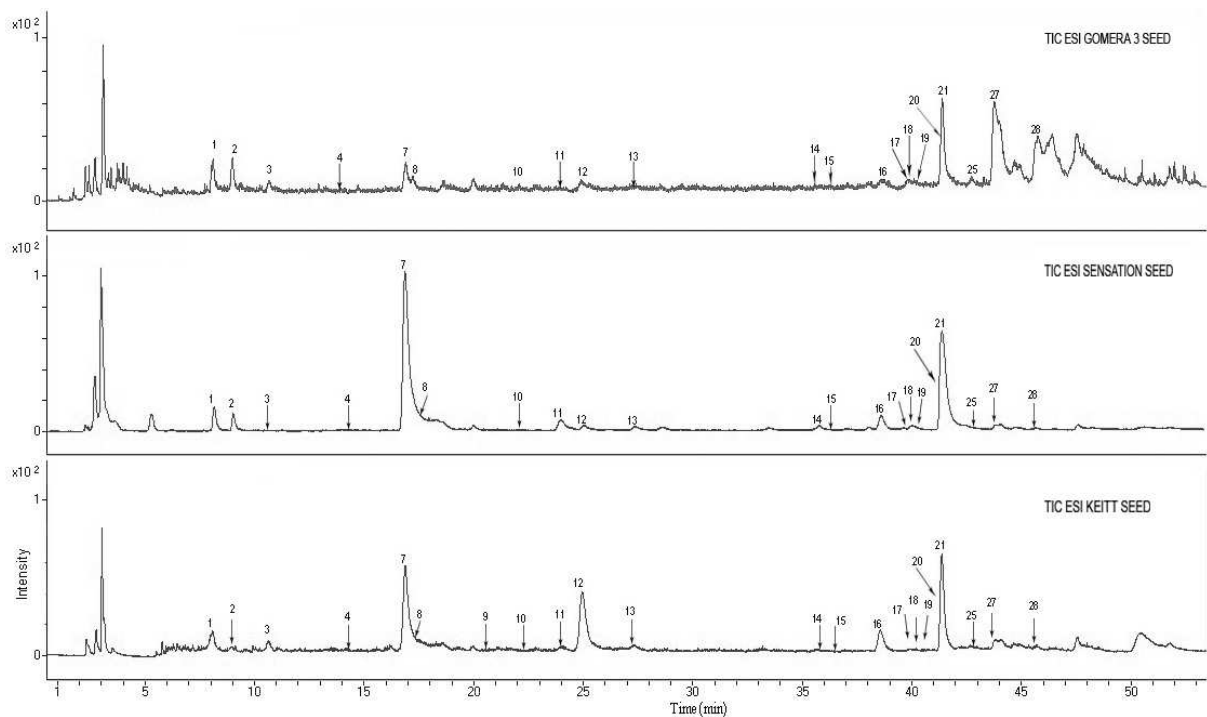 x10 2
1
0
TIC ESI GOMERA 3 SEED
1 2 3 4 7 8 10 11 12 13 14 15 16 17 18 19 20 21 25 27 28
x10 2
1
0
TIC ESI SENSATION SEED
1 2 3 4 7 8 10 11 12 13 14 15 16 17 18 19 20 21 25 27 28
x10 2
1
0
TIC ESI KEITT SEED
1 2 3 4 7 8 9 10 11 12 13 14 15 16 17 18 19 20 21 25 27 28
Intensity
1 5 10 15 20 25 30 35 40 45 50
Time (min)